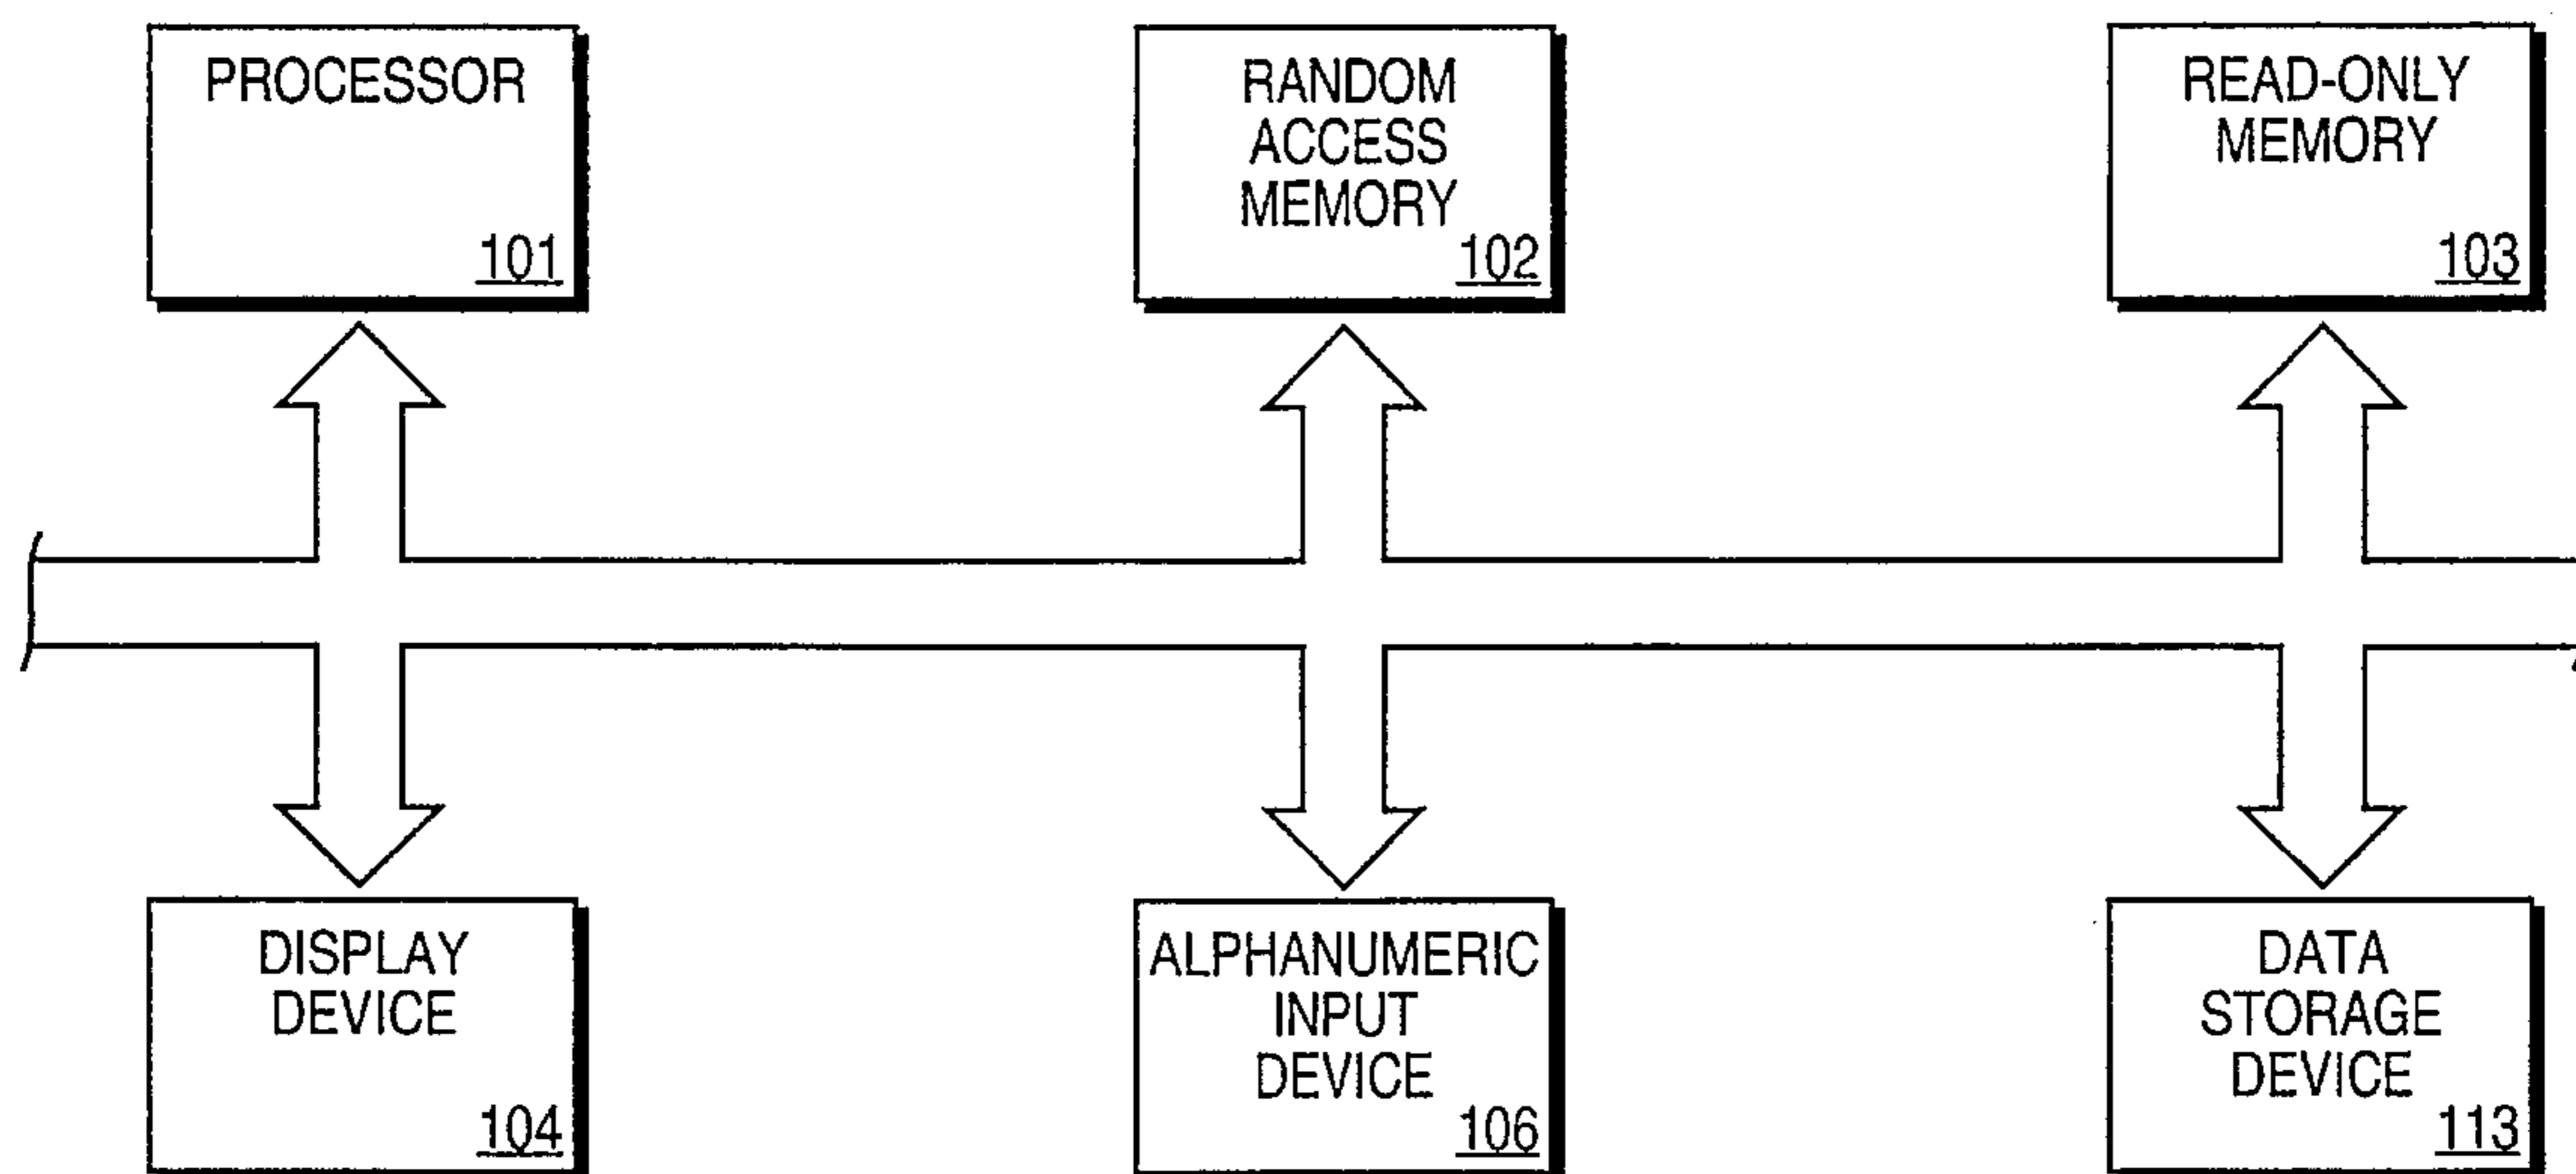 PROCESSOR
101
RANDOM
ACCESS
MEMORY
102
READ-ONLY
MEMORY
103
DISPLAY
DEVICE
104
ALPHANUMERIC
INPUT
DEVICE
106
DATA
STORAGE
DEVICE
113